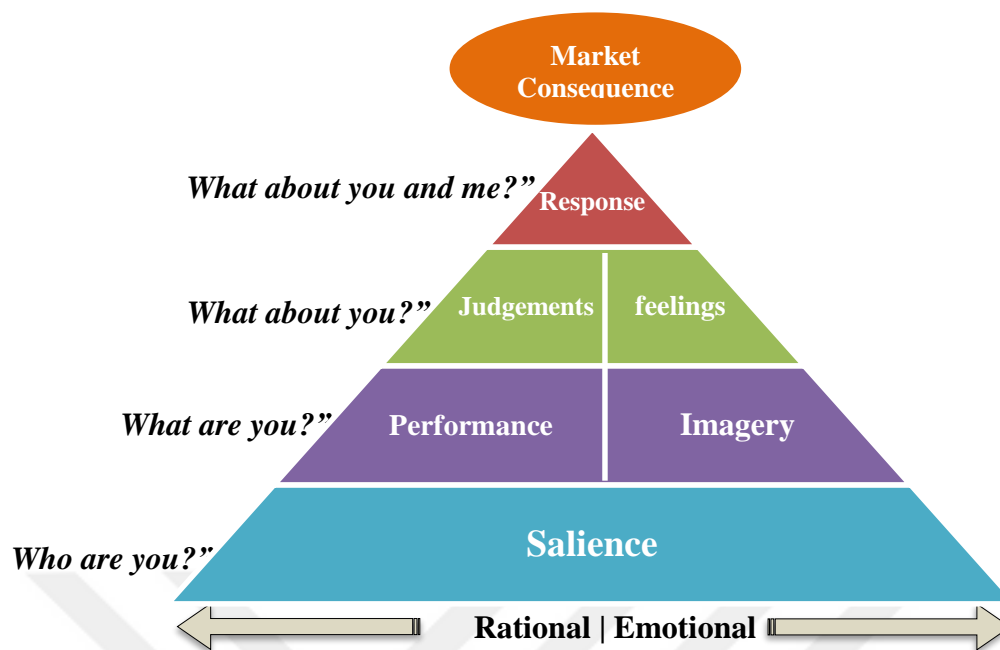 Market
Consequence
What about you and me?”
Response
What about you?”
Judgements
feelings
What are you?”
Performance
Imagery
Who are you?”
Salience
Rational | Emotional